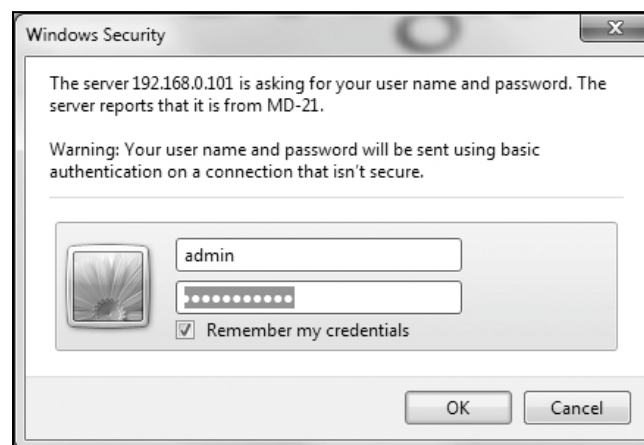 Windows Security
The server 192.168.0.101 is asking for your user name and password. The
server reports that it is from MD-21.
Warning: Your user name and password will be sent using basic
authentication on a connection that isn't secure.
admin
•••••••••••
Remember my credentials
OK
Cancel